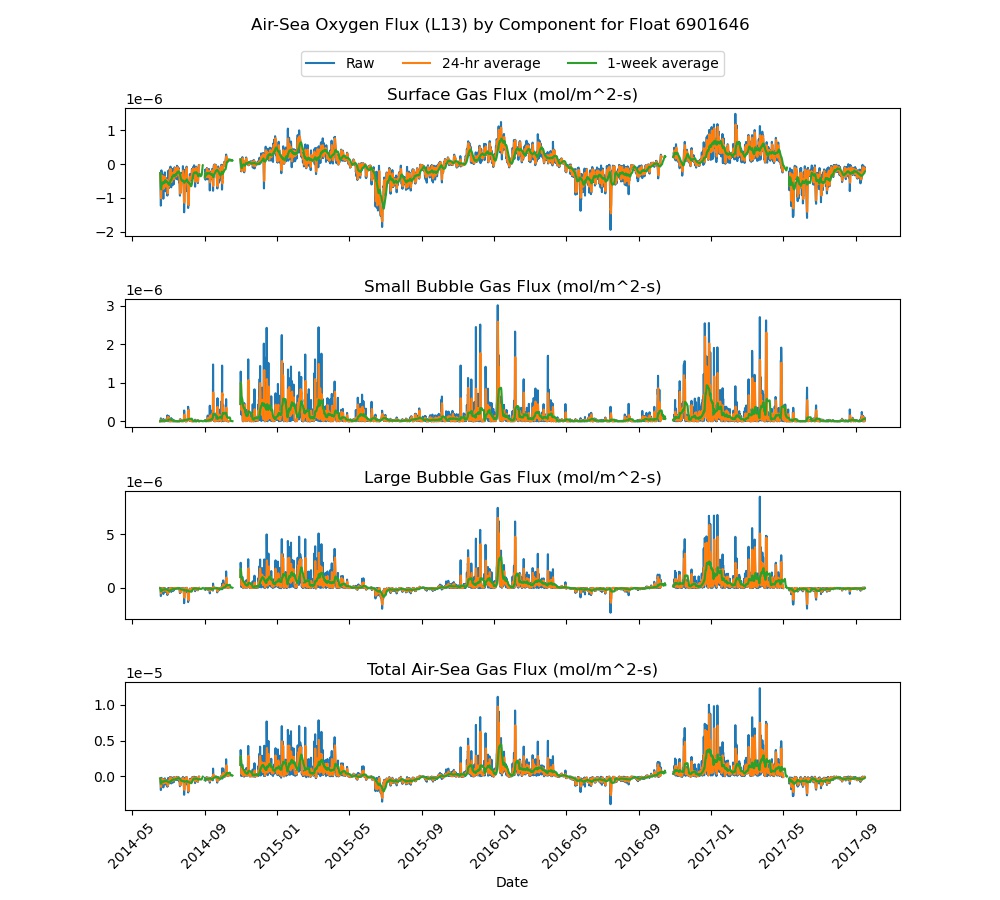 Air-Sea Oxygen Flux (L13) by Component for Float 6901646
Raw 24-hr average 1-week average
1e−6
Surface Gas Flux (mol/m^2-s)
1
0
−1
−2
1e−6
Small Bubble Gas Flux (mol/m^2-s)
3
2
1
0
1e−6
Large Bubble Gas Flux (mol/m^2-s)
5
0
1e−5
Total Air-Sea Gas Flux (mol/m^2-s)
1.0
0.5
0.0
2014-05 2014-09 2015-01 2015-05 2015-09 2016-01 2016-05 2016-09 2017-01 2017-05 2017-09
Date